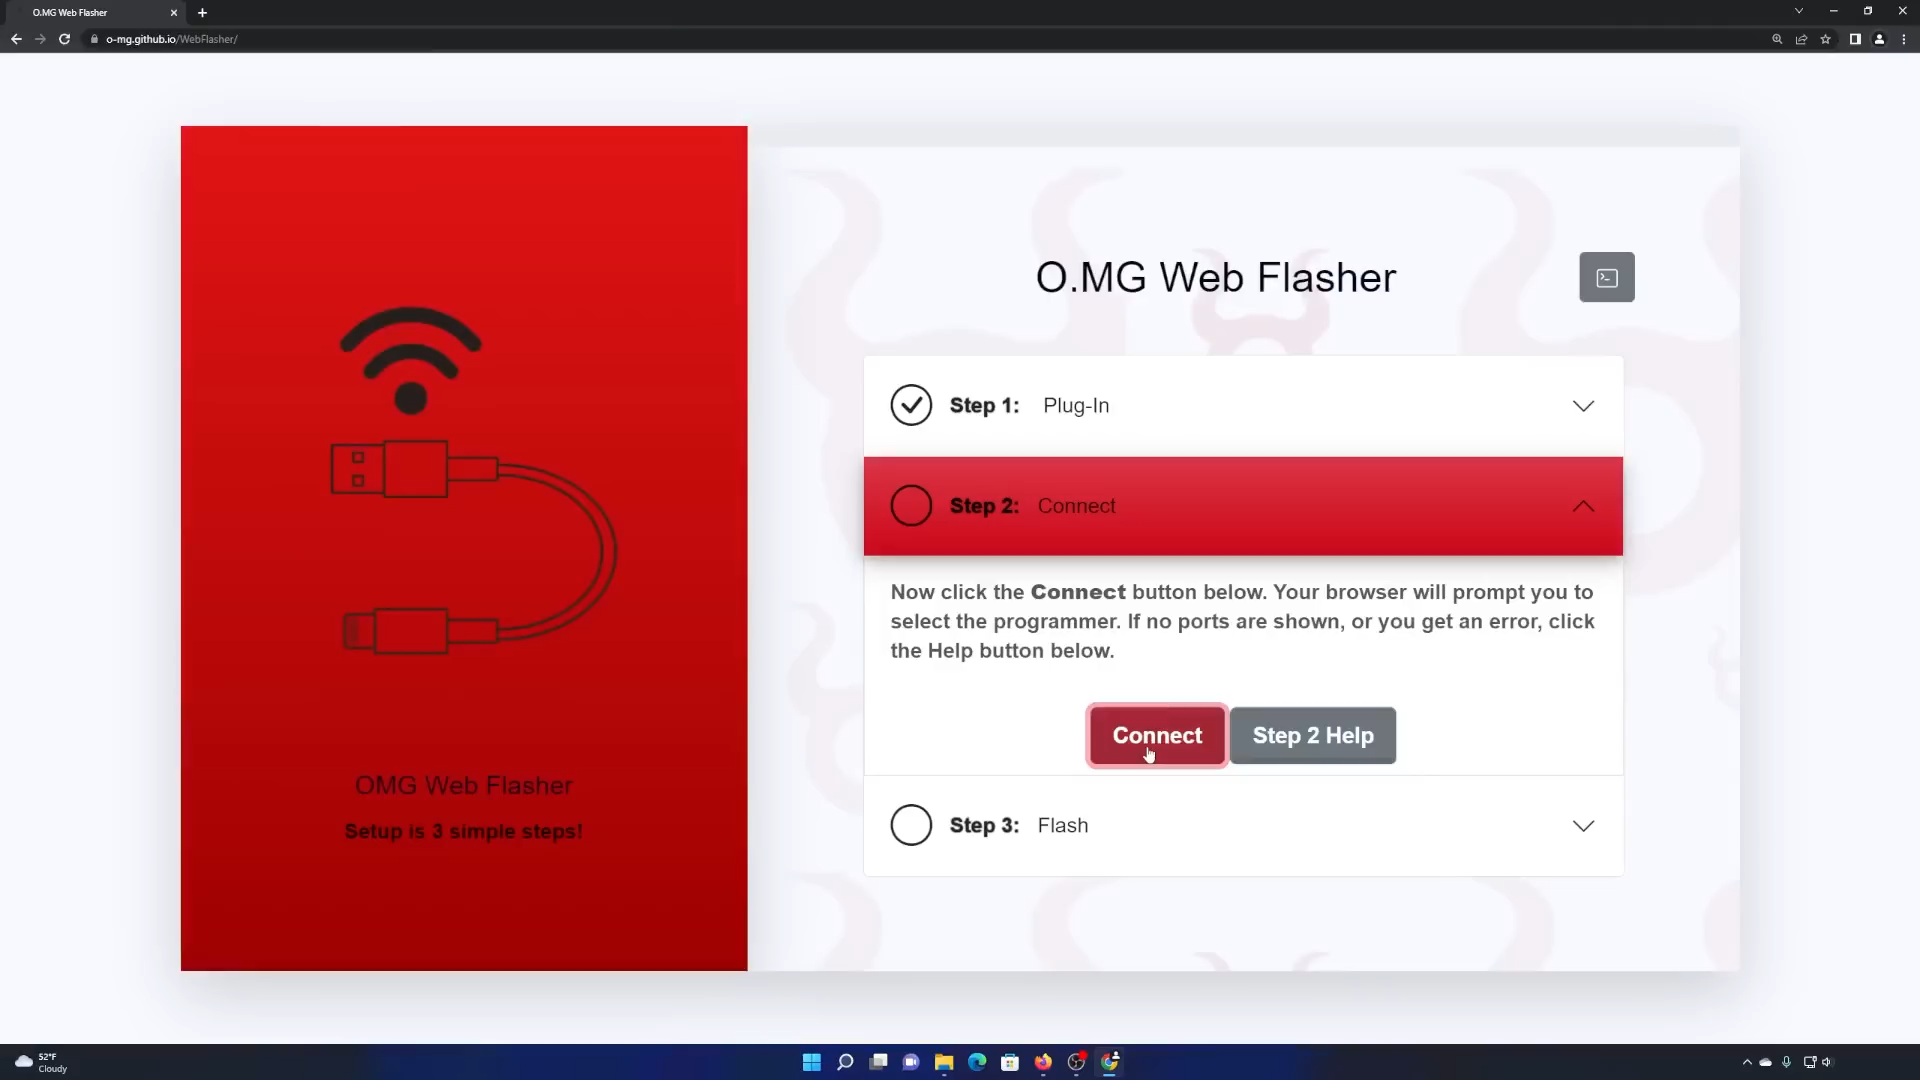 O.MG Web Flasher
o-mg.github.io/WebFlasher/
O.MG Web Flasher
Step 1: Plug-In
Step 2: Connect
Now click the Connect button below. Your browser will prompt you to
select the programmer. If no ports are shown, or you get an error, click
the Help button below.
Connect
Step 2 Help
Step 3: Flash
OMG Web Flasher
Setup is 3 simple steps!
52°F
Cloudy